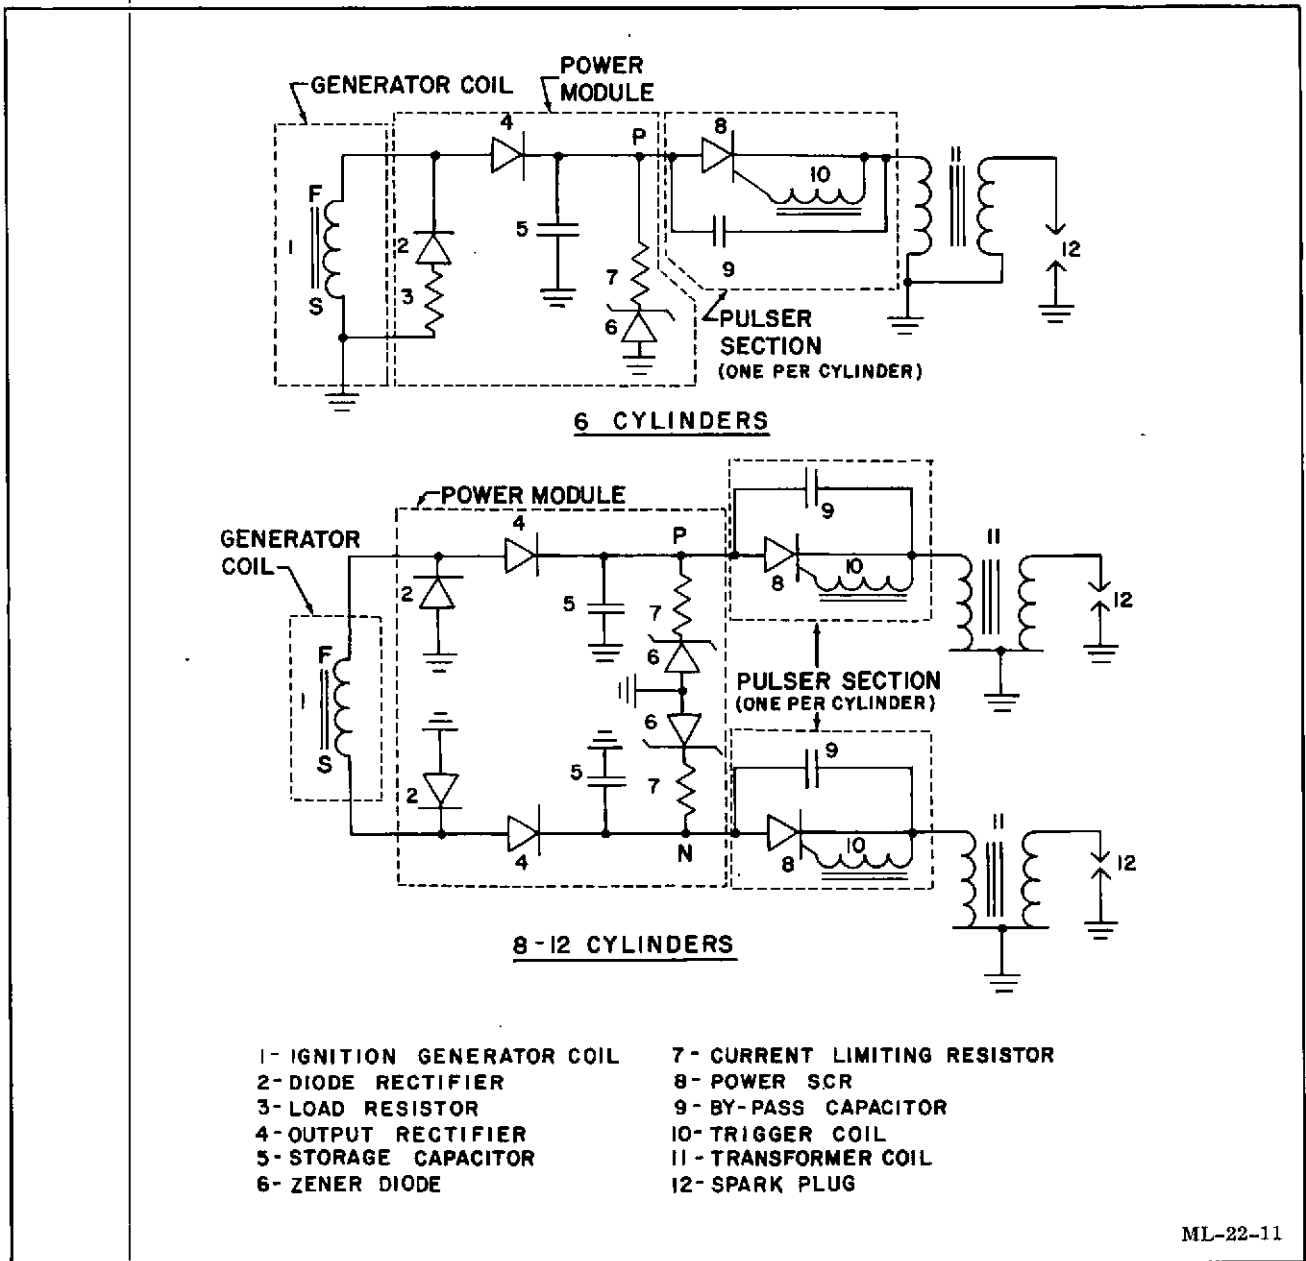 GENERATOR COIL
POWER
MODULE
4
P
8
F
1
S
2
3
5
7
6
10
9
11
12
PULSER
SECTION
(ONE PER CYLINDER)
6 CYLINDERS
POWER MODULE
GENERATOR
COIL
4
P
9
8
10
11
12
2
5
7
6
F
1
S
PULSER SECTION
(ONE PER CYLINDER)
6
2
5
7
9
4
N
8
10
11
12
8-12 CYLINDERS
1- IGNITION GENERATOR COIL
2- DIODE RECTIFIER
3- LOAD RESISTOR
4- OUTPUT RECTIFIER
5- STORAGE CAPACITOR
6- ZENER DIODE
7- CURRENT LIMITING RESISTOR
8- POWER SCR
9- BY-PASS CAPACITOR
10- TRIGGER COIL
11- TRANSFORMER COIL
12- SPARK PLUG
ML-22-11